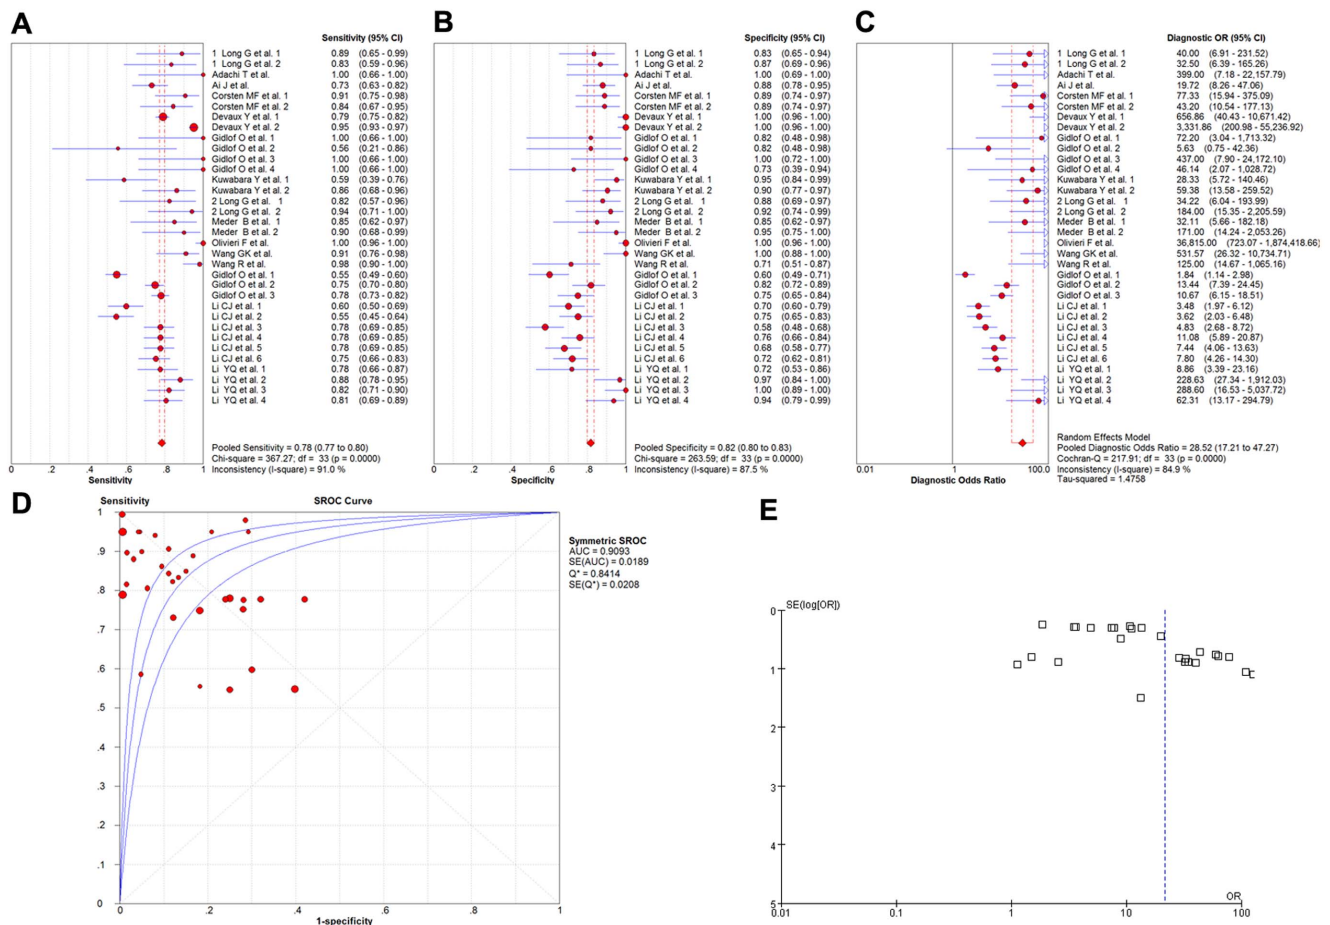 A
Sensitivity (95% CI)
1 Long G et al. 1 0.89 (0.65 - 0.99)
1 Long G et al. 2 0.83 (0.59 - 0.96)
Adachi T et al. 1.00 (0.66 - 1.00)
Ai J et al. 0.73 (0.63 - 0.82)
Corsten MF et al. 1 0.91 (0.75 - 0.98)
Corsten MF et al. 2 0.84 (0.67 - 0.95)
Devaux Y et al. 1 0.79 (0.75 - 0.82)
Devaux Y et al. 2 0.95 (0.93 - 0.97)
Gidlof O et al. 1 1.00 (0.66 - 1.00)
Gidlof O et al. 2 0.56 (0.21 - 0.86)
Gidlof O et al. 3 1.00 (0.66 - 1.00)
Gidlof O et al. 4 1.00 (0.66 - 1.00)
Kuwabara Y et al. 1 0.59 (0.39 - 0.76)
Kuwabara Y et al. 2 0.86 (0.68 - 0.96)
2 Long G et al. 1 0.82 (0.57 - 0.96)
2 Long G et al. 2 0.94 (0.71 - 1.00)
Meder B et al. 1 0.85 (0.62 - 0.97)
Meder B et al. 2 0.90 (0.68 - 0.99)
Olivieri F et al. 1.00 (0.96 - 1.00)
Wang GK et al. 0.91 (0.76 - 0.98)
Wang R et al. 0.98 (0.90 - 1.00)
Gidlof O et al. 1 0.55 (0.49 - 0.60)
Gidlof O et al. 2 0.75 (0.70 - 0.80)
Gidlof O et al. 3 0.78 (0.73 - 0.82)
Li CJ et al. 1 0.60 (0.50 - 0.69)
Li CJ et al. 2 0.55 (0.45 - 0.64)
Li CJ et al. 3 0.78 (0.69 - 0.85)
Li CJ et al. 4 0.78 (0.69 - 0.85)
Li CJ et al. 5 0.78 (0.69 - 0.85)
Li CJ et al. 6 0.75 (0.66 - 0.83)
Li YQ et al. 1 0.78 (0.66 - 0.87)
Li YQ et al. 2 0.88 (0.78 - 0.95)
Li YQ et al. 3 0.82 (0.71 - 0.90)
Li YQ et al. 4 0.81 (0.69 - 0.89)
Pooled Sensitivity = 0.78 (0.77 to 0.80)
Chi-square = 367.27; df = 33 (p = 0.0000)
Inconsistency (I-square) = 91.0 %
0 .2 .4 .6 .8 1
Sensitivity
B
Specificity (95% CI)
1 Long G et al. 1 0.83 (0.65 - 0.94)
1 Long G et al. 2 0.87 (0.69 - 0.96)
Adachi T et al. 1.00 (0.69 - 1.00)
Ai J et al. 0.88 (0.78 - 0.95)
Corsten MF et al. 1 0.89 (0.74 - 0.97)
Corsten MF et al. 2 0.89 (0.74 - 0.97)
Devaux Y et al. 1 1.00 (0.96 - 1.00)
Devaux Y et al. 2 1.00 (0.96 - 1.00)
Gidlof O et al. 1 0.82 (0.48 - 0.98)
Gidlof O et al. 2 0.82 (0.48 - 0.98)
Gidlof O et al. 3 1.00 (0.72 - 1.00)
Gidlof O et al. 4 0.73 (0.39 - 0.94)
Kuwabara Y et al. 1 0.95 (0.84 - 0.99)
Kuwabara Y et al. 2 0.90 (0.77 - 0.97)
2 Long G et al. 1 0.88 (0.69 - 0.97)
2 Long G et al. 2 0.92 (0.74 - 0.99)
Meder B et al. 1 0.85 (0.62 - 0.97)
Meder B et al. 2 0.95 (0.75 - 1.00)
Olivieri F et al. 1.00 (0.96 - 1.00)
Wang GK et al. 1.00 (0.88 - 1.00)
Wang R et al. 0.71 (0.51 - 0.87)
Gidlof O et al. 1 0.60 (0.49 - 0.71)
Gidlof O et al. 2 0.82 (0.72 - 0.89)
Gidlof O et al. 3 0.75 (0.65 - 0.84)
Li CJ et al. 1 0.70 (0.60 - 0.79)
Li CJ et al. 2 0.75 (0.65 - 0.83)
Li CJ et al. 3 0.58 (0.48 - 0.68)
Li CJ et al. 4 0.76 (0.66 - 0.84)
Li CJ et al. 5 0.68 (0.58 - 0.77)
Li CJ et al. 6 0.72 (0.62 - 0.81)
Li YQ et al. 1 0.72 (0.53 - 0.86)
Li YQ et al. 2 0.97 (0.84 - 1.00)
Li YQ et al. 3 1.00 (0.89 - 1.00)
Li YQ et al. 4 0.94 (0.79 - 0.99)
Pooled Specificity = 0.82 (0.80 to 0.83)
Chi-square = 263.59; df = 33 (p = 0.0000)
Inconsistency (I-square) = 87.5 %
0 .2 .4 .6 .8 1
Specificity
C
Diagnostic OR (95% CI)
1 Long G et al. 1 40.00 (6.91 - 231.52)
1 Long G et al. 2 32.50 (6.39 - 165.26)
Adachi T et al. 399.00 (7.18 - 22,157.79)
Ai J et al. 19.72 (8.26 - 47.06)
Corsten MF et al. 1 77.33 (15.94 - 375.09)
Corsten MF et al. 2 43.20 (10.54 - 177.13)
Devaux Y et al. 1 656.86 (40.43 - 10,671.42)
Devaux Y et al. 2 3,331.86 (200.98 - 55,236.92)
Gidlof O et al. 1 72.20 (3.04 - 1,713.32)
Gidlof O et al. 2 5.63 (0.75 - 42.36)
Gidlof O et al. 3 437.00 (7.90 - 24,172.10)
Gidlof O et al. 4 46.14 (2.07 - 1,028.72)
Kuwabara Y et al. 1 28.33 (5.72 - 140.46)
Kuwabara Y et al. 2 59.38 (13.58 - 259.52)
2 Long G et al. 1 34.22 (6.04 - 193.99)
2 Long G et al. 2 184.00 (15.35 - 2,205.59)
Meder B et al. 1 32.11 (5.66 - 182.18)
Meder B et al. 2 171.00 (14.24 - 2,053.26)
Olivieri F et al. 36,815.00 (723.07 - 1,874,418.66)
Wang GK et al. 531.57 (26.32 - 10,734.71)
Wang R et al. 125.00 (14.67 - 1,065.16)
Gidlof O et al. 1 1.84 (1.14 - 2.98)
Gidlof O et al. 2 13.44 (7.39 - 24.45)
Gidlof O et al. 3 10.67 (6.15 - 18.51)
Li CJ et al. 1 3.48 (1.97 - 6.12)
Li CJ et al. 2 3.62 (2.03 - 6.48)
Li CJ et al. 3 4.83 (2.68 - 8.72)
Li CJ et al. 4 11.08 (5.89 - 20.87)
Li CJ et al. 5 7.44 (4.06 - 13.63)
Li CJ et al. 6 7.80 (4.26 - 14.30)
Li YQ et al. 1 8.86 (3.39 - 23.16)
Li YQ et al. 2 228.63 (27.34 - 1,912.03)
Li YQ et al. 3 288.60 (16.53 - 5,037.72)
Li YQ et al. 4 62.31 (13.17 - 294.79)
Random Effects Model
Pooled Diagnostic Odds Ratio = 28.52 (17.21 to 47.27)
Cochran-Q = 217.91; df = 33 (p = 0.0000)
Inconsistency (I-square) = 84.9 %
Tau-squared = 1.4758
0.01 1 100.0
Diagnostic Odds Ratio
D
Sensitivity
SROC Curve
1
.9
.8
.7
.6
.5
.4
.3
.2
.1
0
0 .2 .4 .6 .8 1
1-specificity
Symmetric SROC
AUC = 0.9093
SE(AUC) = 0.0189
Q* = 0.8414
SE(Q*) = 0.0208
E
SE(log[OR])
0
1
2
3
4
5
OR
0.01 0.1 1 10 100